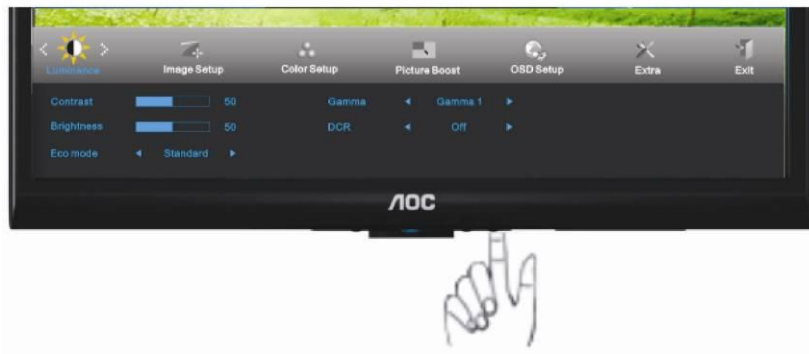 Luminance Image Setup Color Setup Picture Boost OSD Setup Extra Exit
Contrast 50 Gamma Gamma 1
Brightness 50 DCR Off
Eco mode Standard
AOC